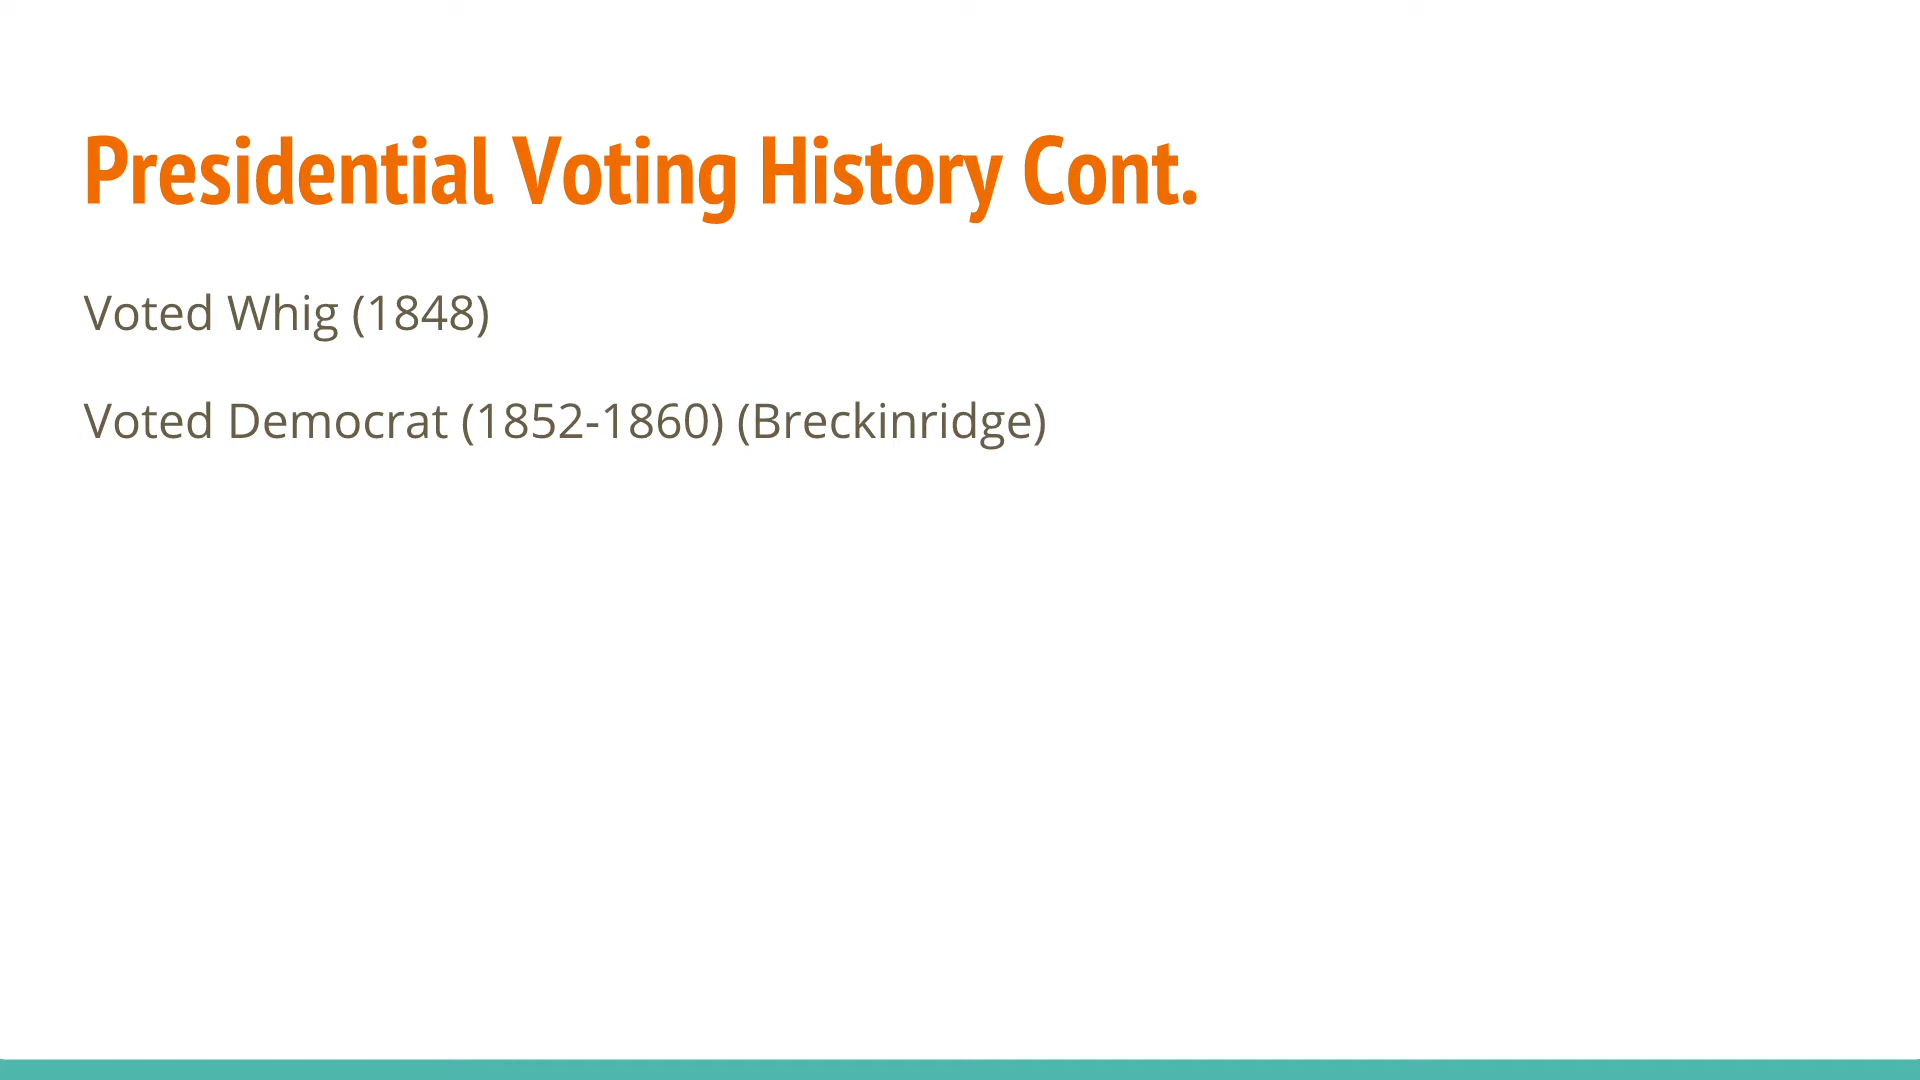 Presidential Voting History Cont.
Voted Whig (1848)
Voted Democrat (1852-1860) (Breckinridge)